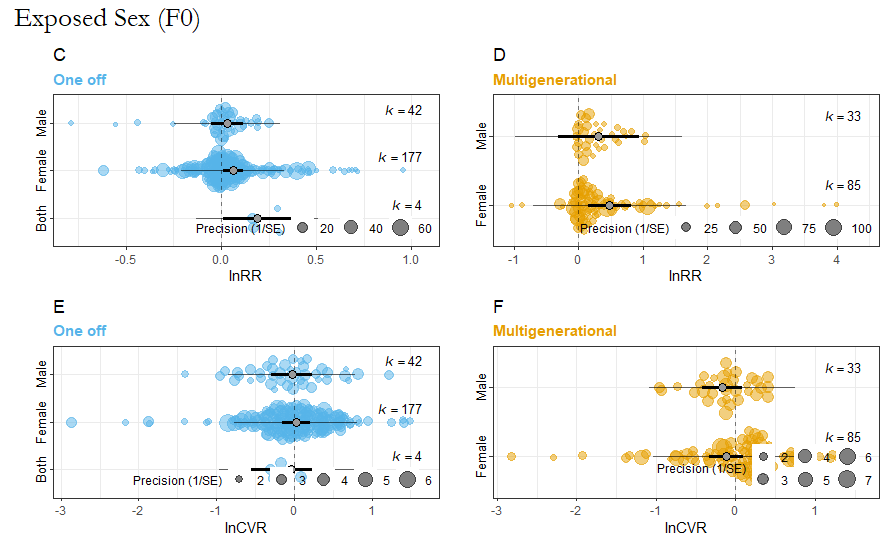 Exposed Sex (F0)
C
One off
Male
Female
Both
k = 42
k = 177
k = 4
Precision (1/SE) 20 40 60
-0.5 0.0 0.5 1.0
lnRR
D
Multigenerational
Male
Female
k = 33
k = 85
Precision (1/SE) 25 50 75 100
-1 0 1 2 3 4
lnRR
E
One off
Male
Female
Both
k = 42
k = 177
k = 4
Precision (1/SE) 2 3 4 5 6
-3 -2 -1 0 1
lnCVR
F
Multigenerational
Male
Female
k = 33
k = 85
Precision (1/SE) 2 4 6
3 5 7
-3 -2 -1 0 1
lnCVR